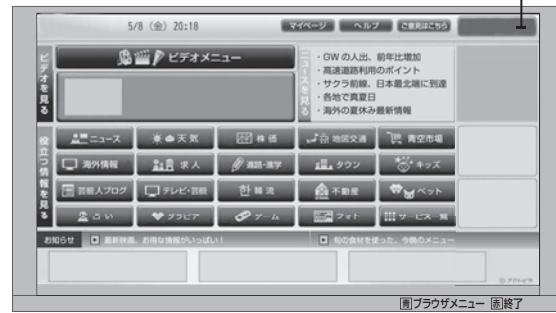 5/8（金）20:18
マイページ
ヘルプ
ご意見はこちら
ビデオを見る
ビデオメニュー
ニュースを見る
・GWの人出、前年比増加
・高速道路利用のポイント
・サクラ前線、日本最北端に到達
・各地で真夏日
・海外の夏休み最新情報
役立つ情報を見る
ニュース
天気
株価
地図交通
青空市場
海外情報
求人
進路・進学
タウン
キッズ
芸能人ブログ
テレビ・芸能
한 韓流
不動産
ペット
占い
グラビア
ゲーム
フォト
サービス一覧
お知らせ
最新映画、お得な情報がいっぱい！
旬の食材を使った、今晩のメニュー
青ブラウザメニュー 赤終了